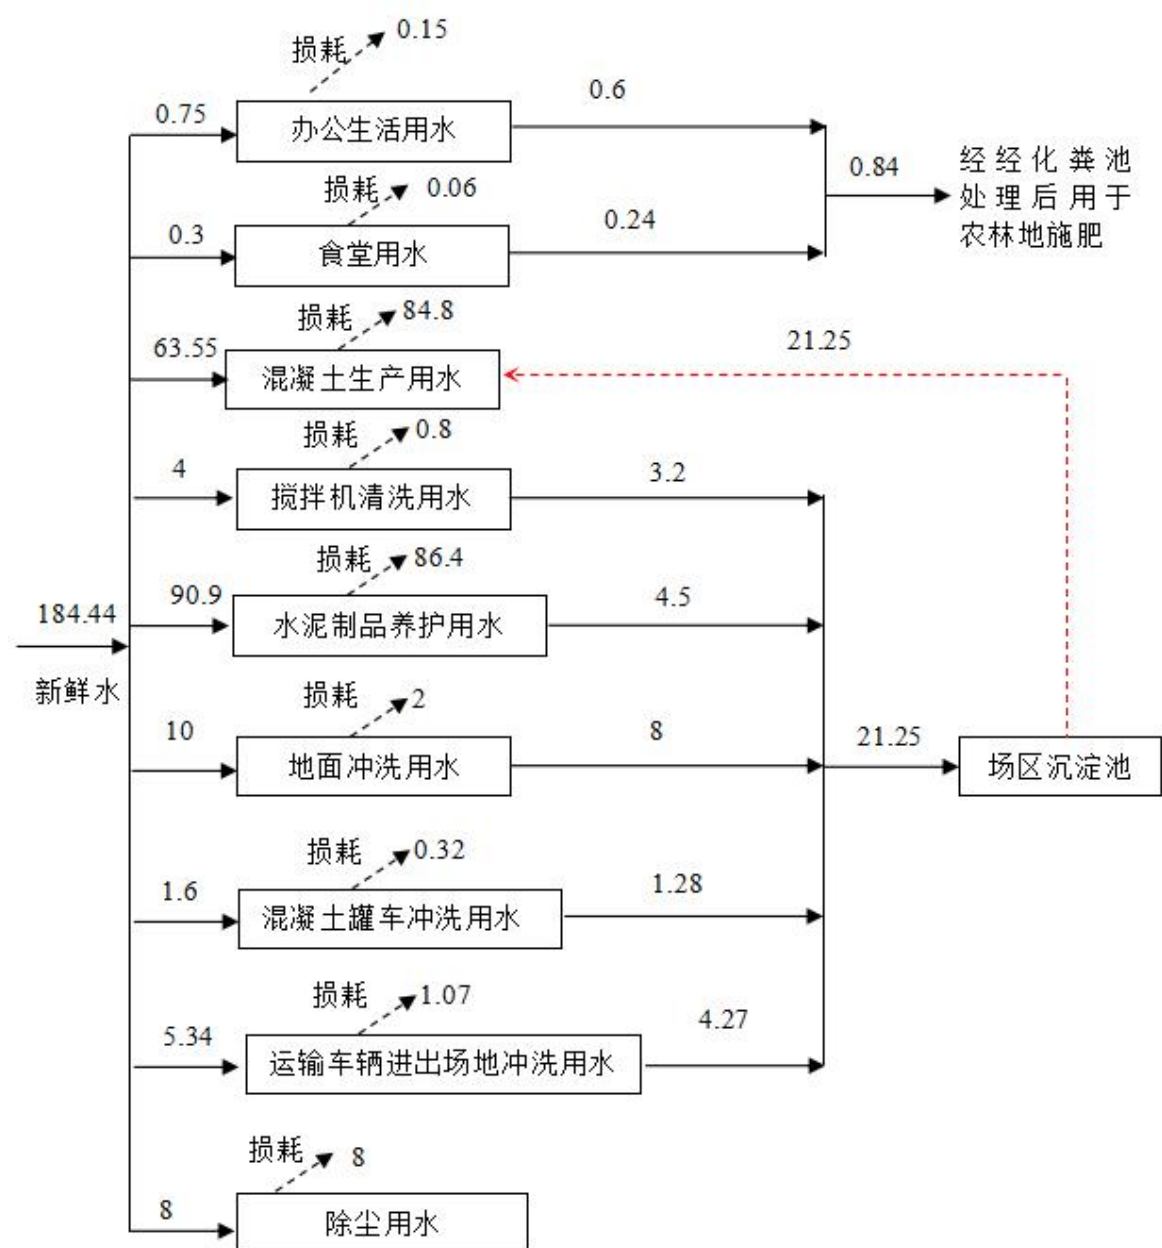 损耗 0.15
0.75
办公生活用水
0.6
损耗 0.06
0.3
食堂用水
0.24
0.84
经经化粪池
处理后用于
农林地施肥
损耗 84.8
63.55
混凝土生产用水
21.25
损耗 0.8
4
搅拌机清洗用水
3.2
损耗 86.4
184.44
新鲜水
90.9
水泥制品养护用水
4.5
损耗 2
10
地面冲洗用水
8
21.25
场区沉淀池
损耗 0.32
1.6
混凝土罐车冲洗用水
1.28
损耗 1.07
5.34
运输车辆进出场地冲洗用水
4.27
损耗 8
8
除尘用水